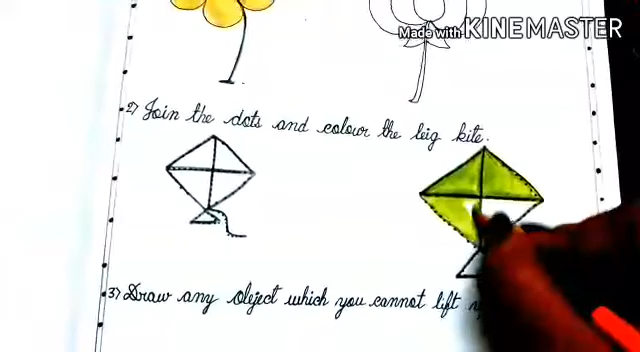 Made with KINEMASTER
2) Join the dots and colour the big kite.
3) Draw any object which you cannot lift